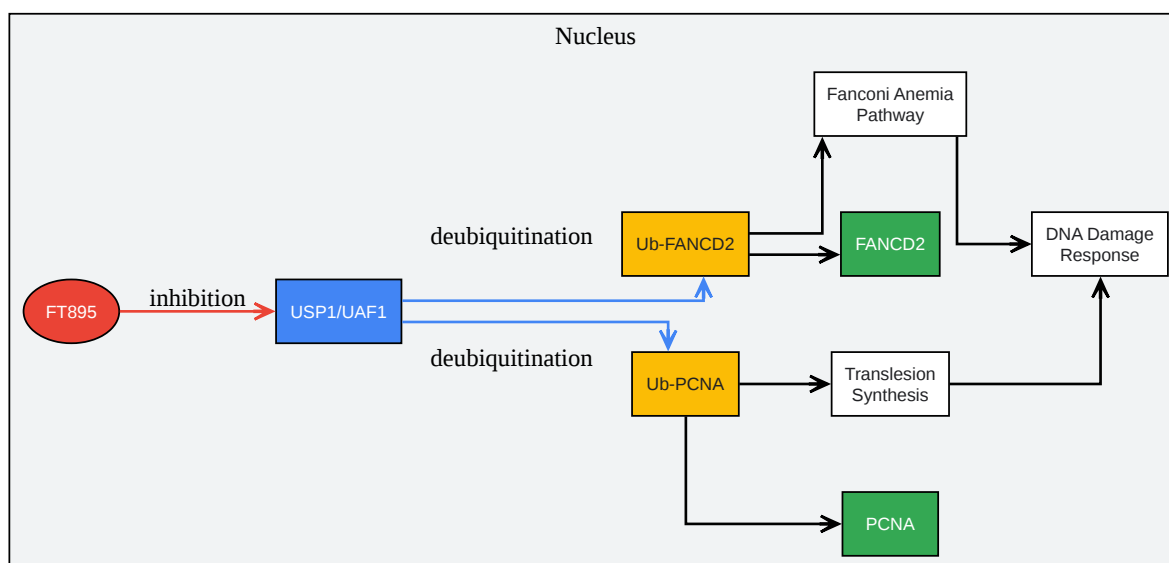 Nucleus
Fanconi Anemia
Pathway
deubiquitination
Ub-FANCD2
FANCD2
DNA Damage
Response
FT895
inhibition
USP1/UAF1
deubiquitination
Ub-PCNA
Translesion
Synthesis
PCNA